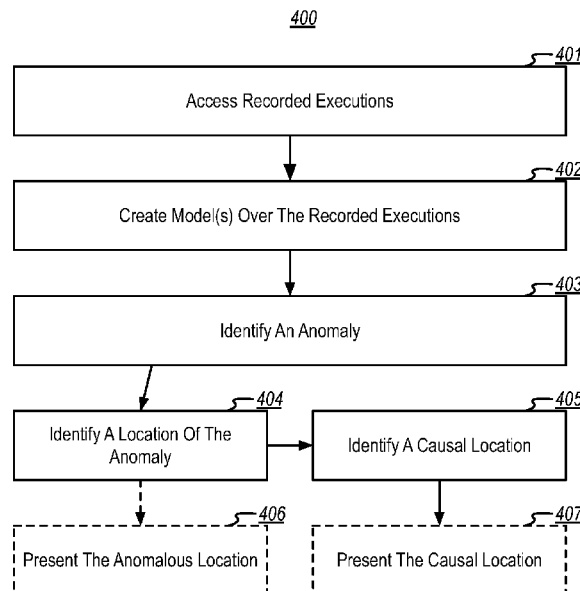 400
401
Access Recorded Executions
402
Create Model(s) Over The Recorded Executions
403
Identify An Anomaly
404
Identify A Location Of The
Anomaly
405
Identify A Causal Location
406
Present The Anomalous Location
407
Present The Causal Location